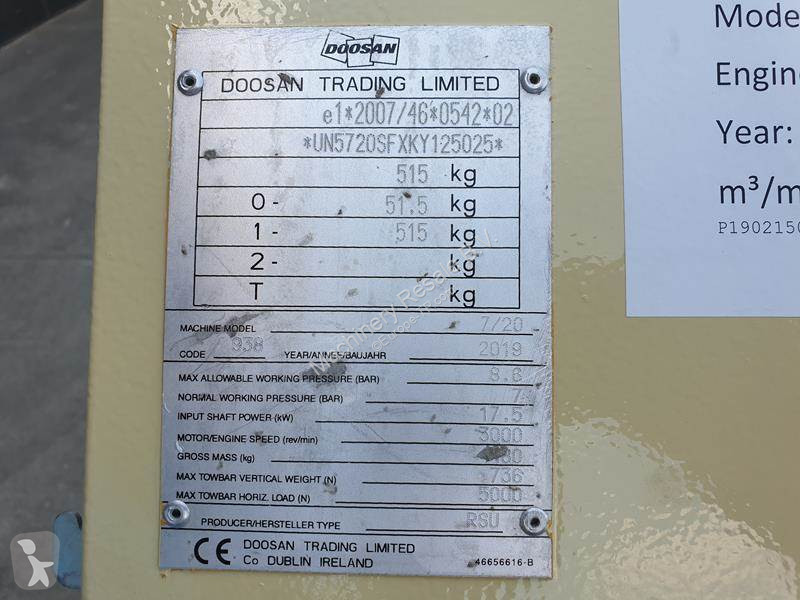 DOOSAN
DOOSAN TRADING LIMITED
e1*2007/46*0542*02
*UN5720SFXKY125025*
515 kg
0- 51.5 kg
1- 515 kg
2- kg
T kg
MACHINE MODEL 7/20
CODE 938 YEAR/ANNEE/BAUJAHR 2019
MAX ALLOWABLE WORKING PRESSURE (BAR) 8.6
NORMAL WORKING PRESSURE (BAR) 7
INPUT SHAFT POWER (kW) 17.5
MOTOR/ENGINE SPEED (rev/min) 3000
GROSS MASS (kg)
MAX TOWBAR VERTICAL WEIGHT (N) 736
MAX TOWBAR HORIZ. LOAD (N) 5000
PRODUCER/HERSTELLER TYPE RSU
CE DOOSAN TRADING LIMITED
Co DUBLIN IRELAND 46656616-B
Mode
Engine
Year:
m³/m
P1902150